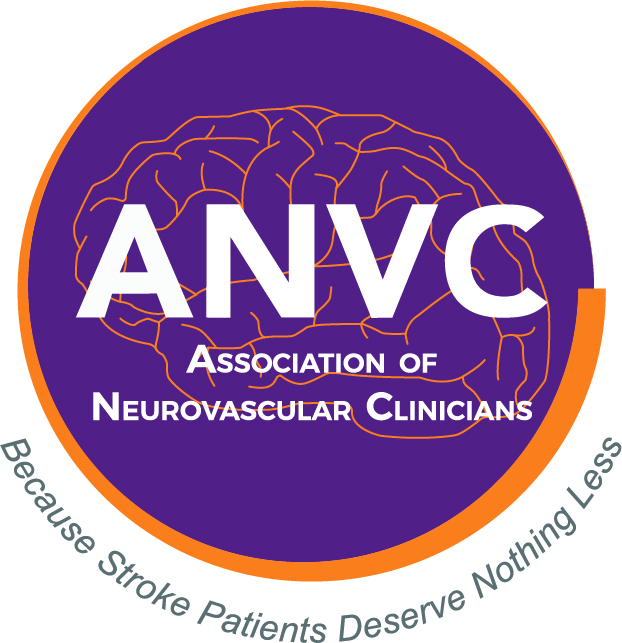 ANVC
Association of
Neurovascular Clinicians
Because Stroke Patients Deserve Nothing Less